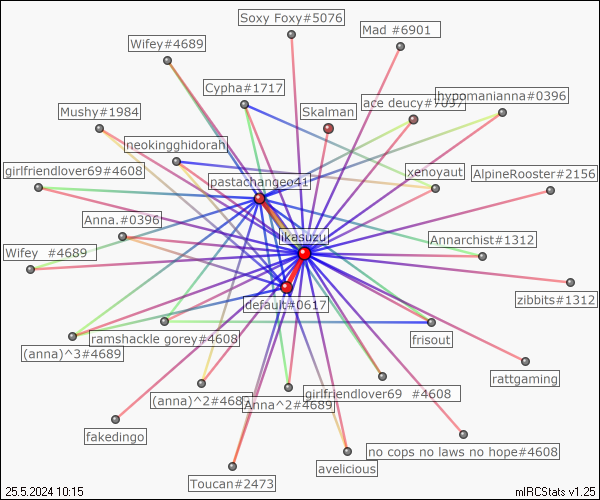 Soxy Foxy#5076
Mad #6901
Wifey#4689
Cypha#1717
hypomanianna#0396
ace deucy#7097
Mushy#1984
Skalman
neokingghidorah
girlfriendlover69#4608
xenoyaut
AlpineRooster#2156
pastachangeo41
Anna.#0396
ikasuzu
Annarchist#1312
Wifey #4689
zibbits#1312
default#0617
(anna)^3#4689
ramshackle gorey#4608
frisout
rattgaming
(anna)^2#4689
Anna^2#4689
girlfriendlover69 #4608
fakedingo
no cops no laws no hope#4608
avelicious
Toucan#2473
25.5.2024 10:15
mIRCStats v1.25